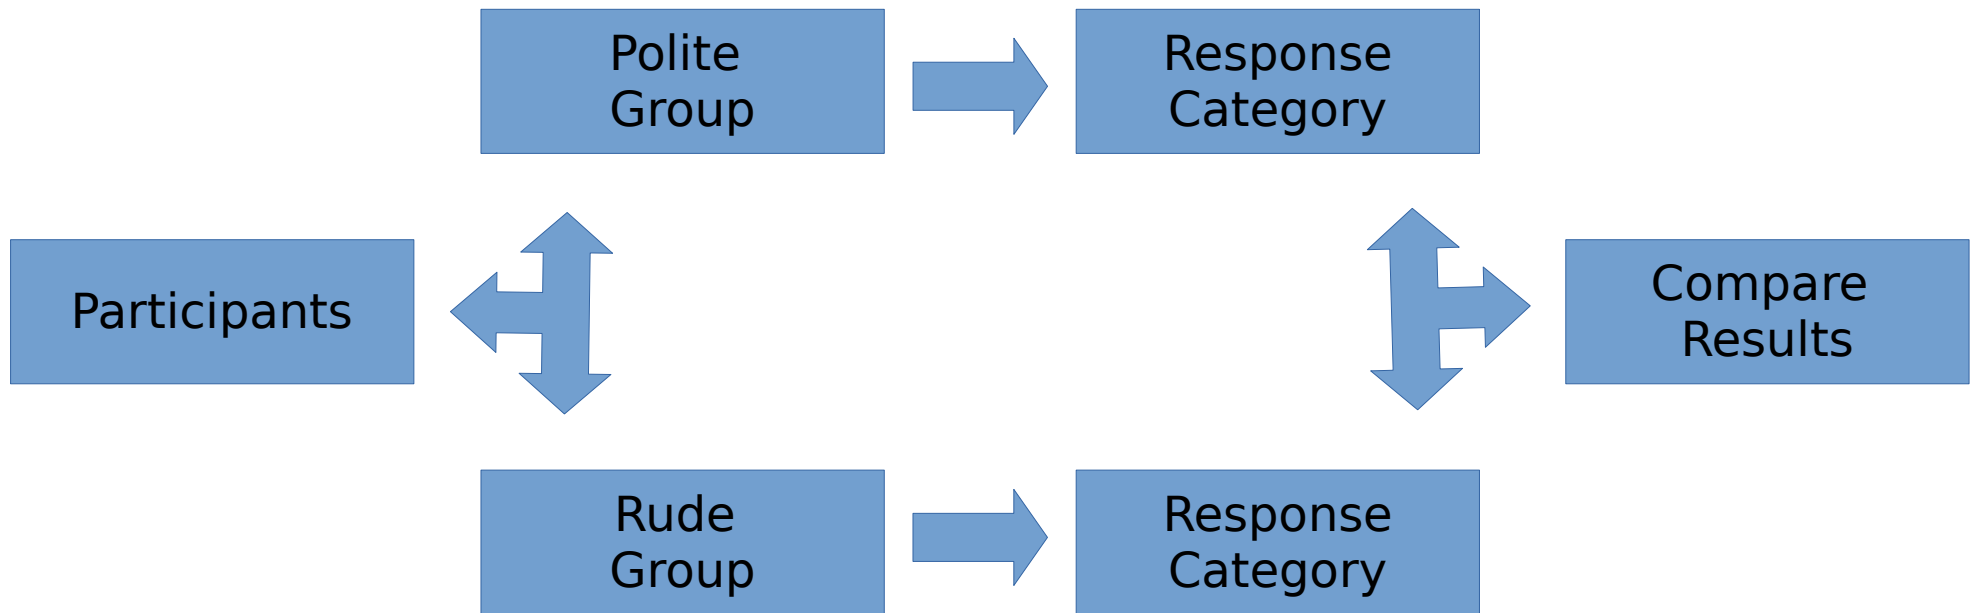 Polite
Group
Response
Category
Participants
Compare
Results
Rude
Group
Response
Category